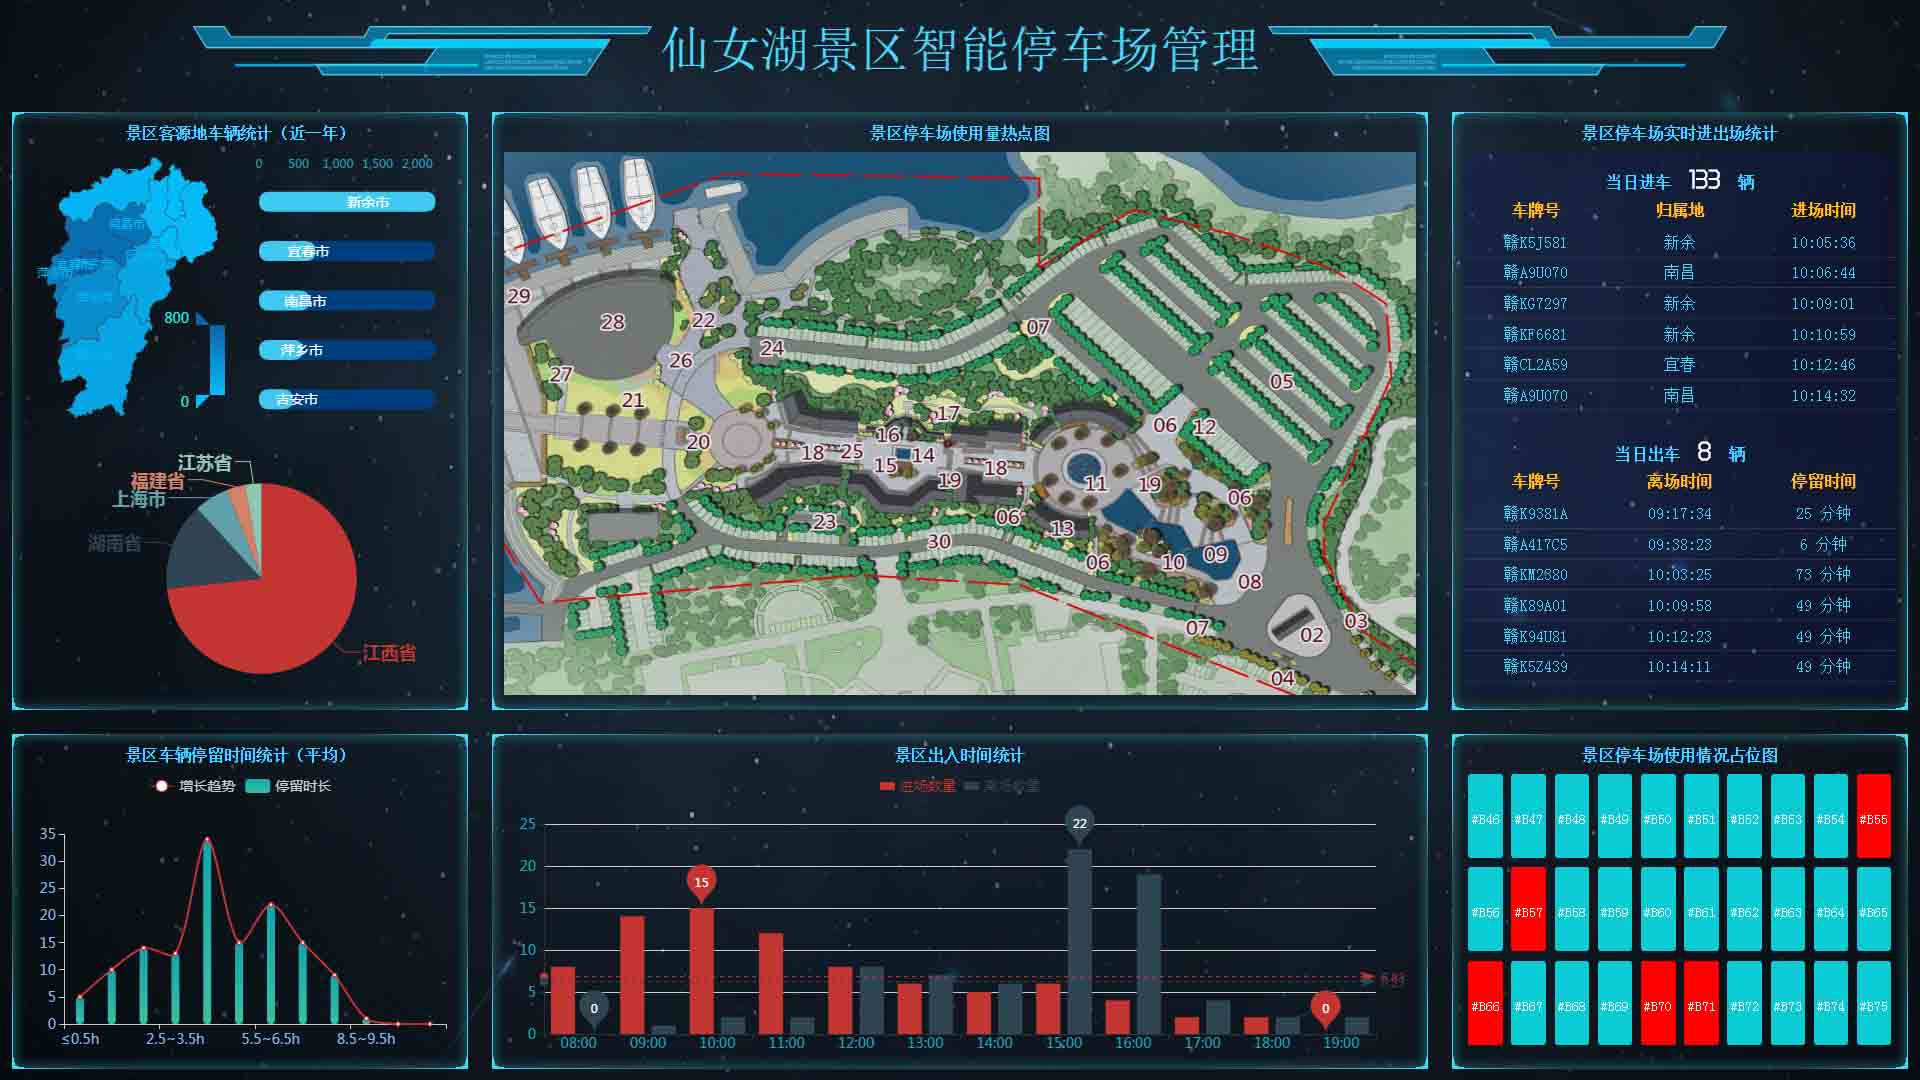 仙女湖景区智能停车场管理
景区客源地车辆统计（近一年）
0 500 1,000 1,500 2,000
新余市
宜春市
南昌市
萍乡市
吉安市
800
0
江苏省
福建省
上海市
湖南省
江西省
景区停车场使用量热点图
29
28
22
24
07
26
27
21
05
20
17
16
06
12
18
25
15
14
18
19
11
19
06
23
06
13
30
06
10
09
08
07
02
03
04
景区停车场实时进出场统计
当日进车 133 辆
车牌号 归属地 进场时间
赣K5J581 新余 10:05:36
赣A9U070 南昌 10:06:44
赣KG7297 新余 10:09:01
赣KF6681 新余 10:10:59
赣CL2A59 宜春 10:12:46
赣A9U070 南昌 10:14:32
当日出车 8 辆
车牌号 离场时间 停留时间
赣K9381A 09:17:34 25 分钟
赣A417C5 09:38:23 6 分钟
赣KM2880 10:03:25 73 分钟
赣K89A01 10:09:58 49 分钟
赣K94U81 10:12:23 49 分钟
赣K5Z439 10:14:11 49 分钟
景区车辆停留时间统计（平均）
增长趋势 停留时长
35
30
25
20
15
10
5
0
≤0.5h 2.5~3.5h 5.5~6.5h 8.5~9.5h
景区出入时间统计
进场数量 离场数量
25
20
15
10
5
0
22
15
0
0
08:00 09:00 10:00 11:00 12:00 13:00 14:00 15:00 16:00 17:00 18:00 19:00
景区停车场使用情况占位图
#B46 #B47 #B48 #B49 #B50 #B51 #B52 #B53 #B54 #B55
#B56 #B57 #B58 #B59 #B60 #B61 #B62 #B63 #B64 #B65
#B66 #B67 #B68 #B69 #B70 #B71 #B72 #B73 #B74 #B75